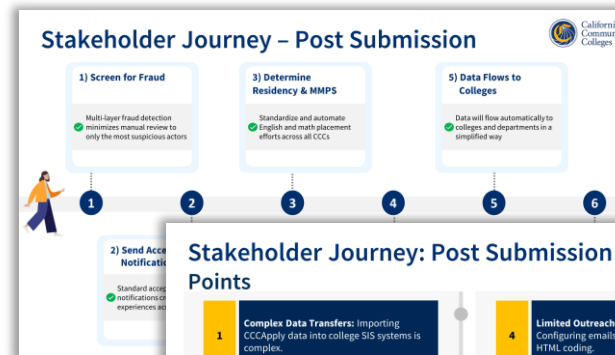 Stakeholder Journey – Post Submission
California
Commun
Colleges
1) Screen for Fraud
Multi-layer fraud detection
minimizes manual review to
only the most suspicious actors
3) Determine
Residency & MMPS
Standardize and automate
English and math placement
efforts across all CCCs
5) Data Flows to
Colleges
Data will flow automatically to
colleges and departments in a
simplified way
1
2
3
4
5
6
2) Send Acce
Notificatio
Standard accep
notifications cr
experiences acr
Stakeholder Journey: Post Submission
Points
1
Complex Data Transfers: Importing
CCCApply data into college SIS systems is
complex.
4
Limited Outreach
Configuring emails
HTML coding.